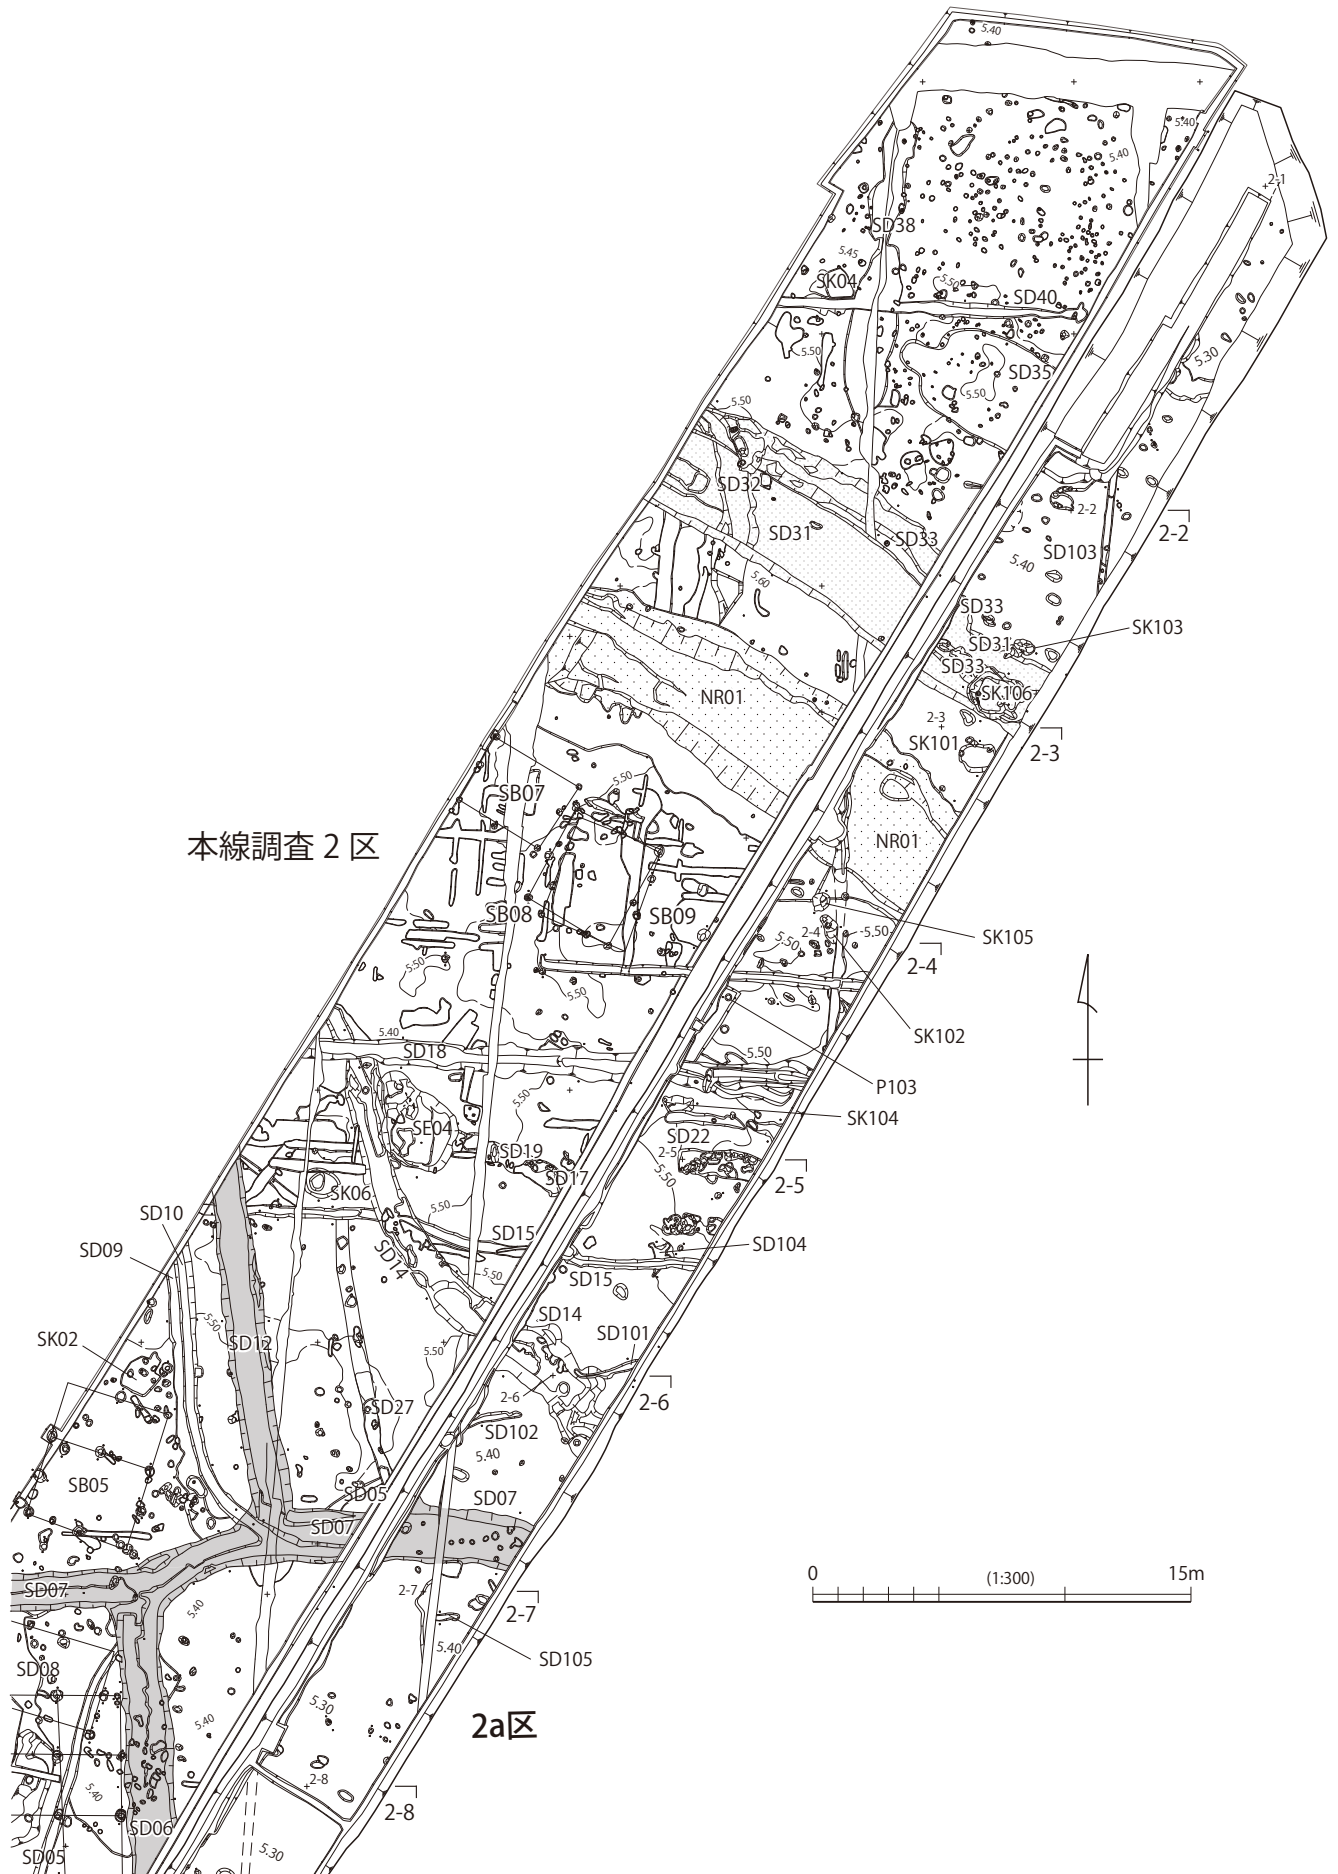 5.40
5.40
5.40
2-1
SD38
5.45
SK04
5.50
SD40
5.30
5.50
SD35
5.50
5.50
SD32
2-2
2-2
SD31
SD33
SD103
5.40
5.60
SD33
SK103
SD31
SD33
SK106
NR01
2-3
SK101
2-3
5.50
SB07
本線調査 2 区
NR01
SB08
SB09
SK105
2-4
5.50
5.50
2-4
5.50
5.50
SK102
5.40
SD18
5.50
P103
5.50
SK104
SE04
SD22
SD19
2-5
SD17
5.50
2-5
SK06
5.50
SD10
SD15
SD104
SD09
SD14
5.50
SD15
5.50
SD14
SD101
SK02
SD12
5.50
2-6
2-6
SD27
SD102
5.40
SB05
SD05
SD07
SD07
0
(1:300)
15m
SD07
2-7
5.40
2-7
5.40
SD105
SD08
5.30
5.40
2a区
2-8
5.40
2-8
SD06
5.30
SD05